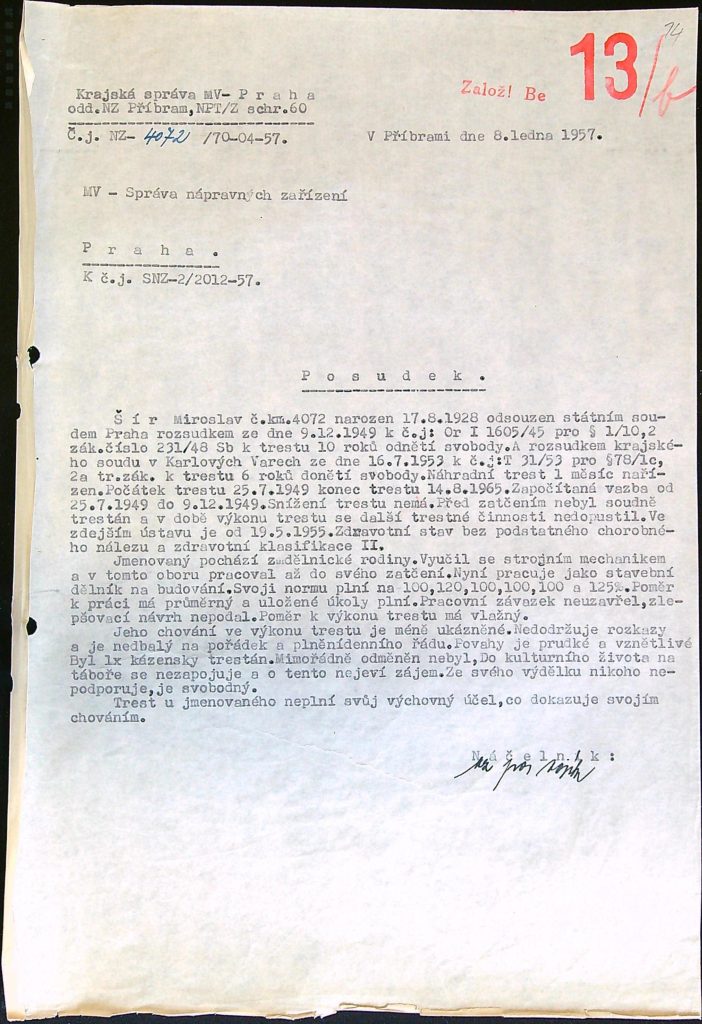 14
13/b
Založ! Be
Krajská správa MV- P r a h a
odd.NZ Příbram,NPT/Z schr.60
Č.j. NZ- 4072 /70-04-57.
V Příbrami dne 8.ledna 1957.
MV - Správa nápravných zařízení
P r a h a .
K č.j. SNZ-2/2012-57.
P o s u d e k .
Š í r Miroslav č.km.4072 narozen 17.8.1928 odsouzen státním sou-
dem Praha rozsudkem ze dne 9.12.1949 k č.j: Or I 1605/45 pro § 1/10,2
zák.číslo 231/48 Sb k trestu 10 roků odnětí svobody.A rozsudkem krajské-
ho soudu v Karlových Varech ze dne 16.7.1953 k č.j:T 31/53 pro §78/1c,
2a tr.zák. k trestu 6 roků donětí svobody.Náhradní trest 1 měsíc naří-
zen.Počátek trestu 25.7.1949 konec trestu 14.8.1965.Započítaná vazba od
25.7.1949 do 9.12.1949.Snížení trestu nemá.Před zatčením nebyl soudně
trestán a v době výkonu trestu se další trestné činnosti nedopustil.Ve
zdejším ústavu je od 19.5.1955.Zdravotní stav bez podstatného chorobné-
ho nálezu a zdravotní klasifikace II.
Jmenovaný pochází z dělnické rodiny.Vyučil se strojním mechanikem
a v tomto oboru pracoval až do svého zatčení.Nyní pracuje jako stavební
dělník na budování.Svoji normu plní na 100,120,100,100,100 a 125%.Poměr
k práci má průměrný a uložené úkoly plní.Pracovní závazek neuzavřel,zle-
pšovací návrh nepodal.Poměr k výkonu trestu má vlažný.
Jeho chování ve výkonu trestu je méně ukázněné.Nedodržuje rozkazy
a je nedbalý na pořádek a plněnídenního řádu.Povahy je prudké a vznětlivé
Byl 1x kázensky trestán.Mimořádně odměněn nebyl,Do kulturního života na
táboře se nezapojuje a o tento nejeví zájem.Ze svého výdělku nikoho ne-
podporuje,je svobodný.
Trest u jmenovaného neplní svůj výchovný účel,co dokazuje svojím
chováním.
N á č e l n í k :